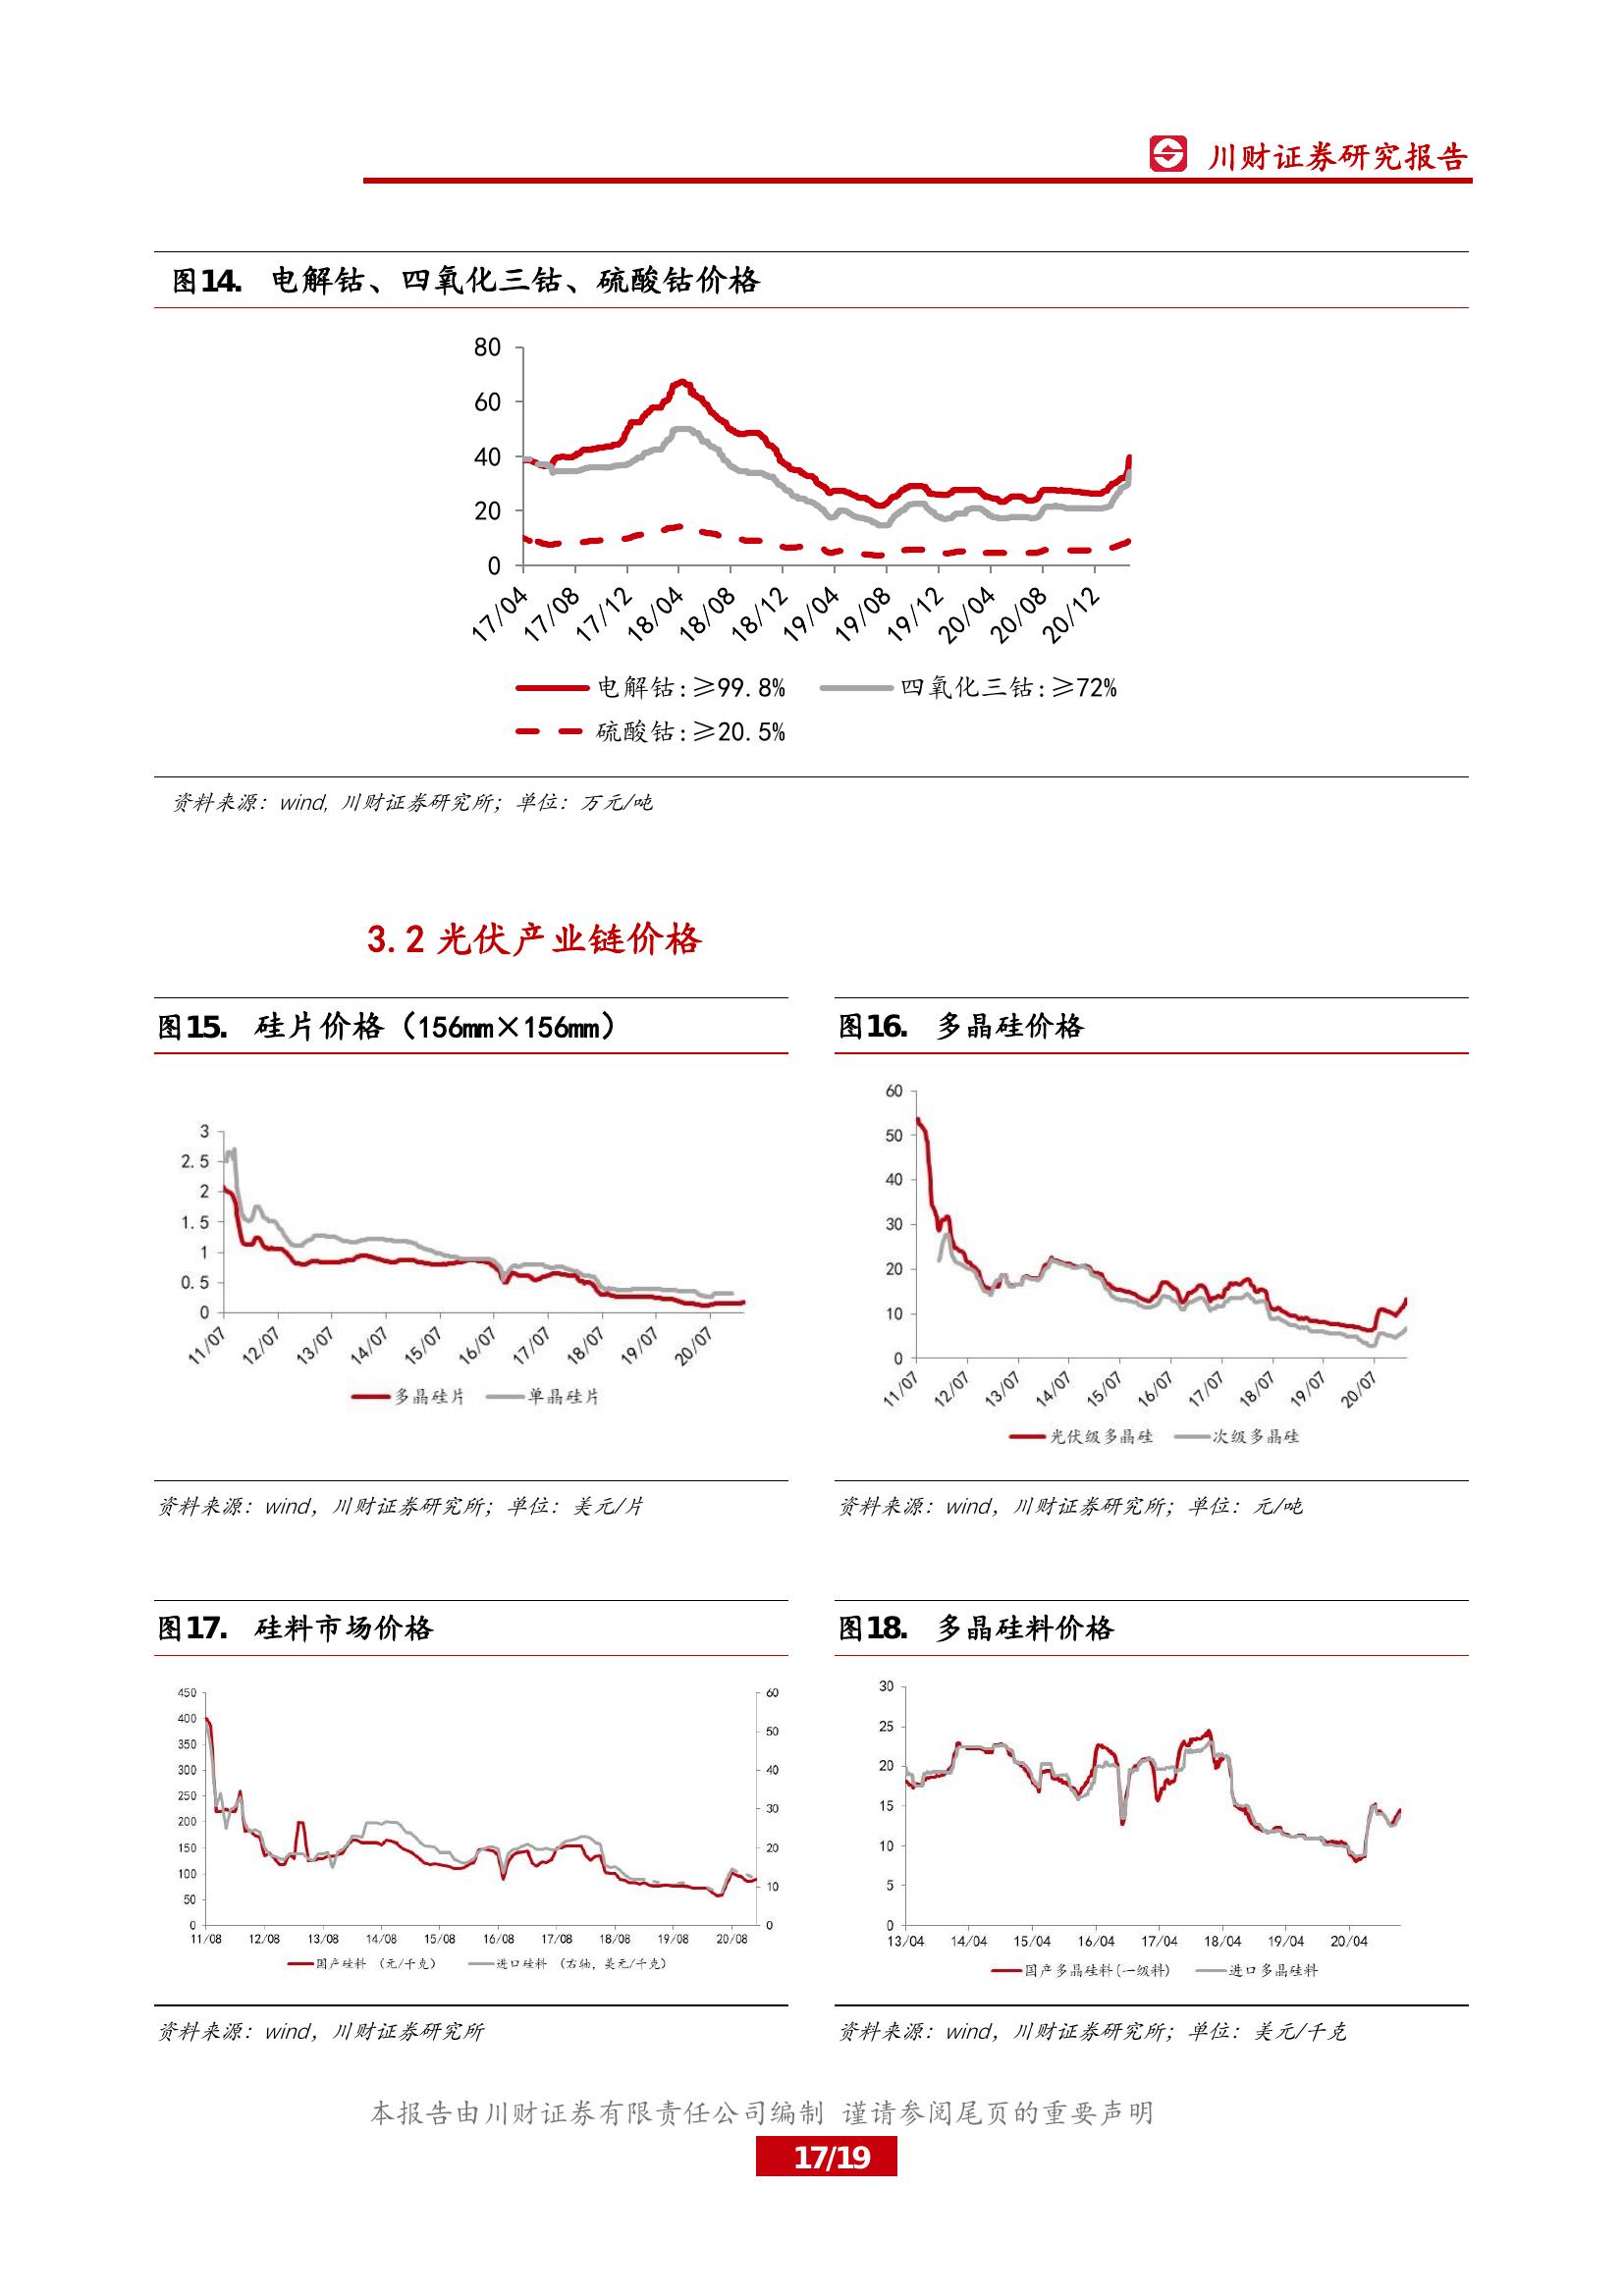 川财证券研究报告
图14. 电解钴、四氧化三钴、硫酸钴价格
80
60
40
20
0
17/04 17/08 17/12 18/04 18/08 18/12 19/04 19/08 19/12 20/04 20/08 20/12
电解钴:≥99.8% 四氧化三钴:≥72%
硫酸钴:≥20.5%
资料来源：wind, 川财证券研究所；单位：万元/吨
3.2 光伏产业链价格
图15. 硅片价格（156mm×156mm）
3
2.5
2
1.5
1
0.5
0
11/07 12/07 13/07 14/07 15/07 16/07 17/07 18/07 19/07 20/07
多晶硅片 单晶硅片
资料来源：wind，川财证券研究所；单位：美元/片
图16. 多晶硅价格
60
50
40
30
20
10
0
11/07 12/07 13/07 14/07 15/07 16/07 17/07 18/07 19/07 20/07
光伏级多晶硅 次级多晶硅
资料来源：wind，川财证券研究所；单位：元/吨
图17. 硅料市场价格
450
400
350
300
250
200
150
100
50
0
60
50
40
30
20
10
0
11/08 12/08 13/08 14/08 15/08 16/08 17/08 18/08 19/08 20/08
国产硅料 （元/千克） 进口硅料 （右轴，美元/千克）
资料来源：wind，川财证券研究所
图18. 多晶硅料价格
30
25
20
15
10
5
0
13/04 14/04 15/04 16/04 17/04 18/04 19/04 20/04
国产多晶硅料(一级料) 进口多晶硅料
资料来源：wind，川财证券研究所；单位：美元/千克
本报告由川财证券有限责任公司编制 谨请参阅尾页的重要声明
17/19